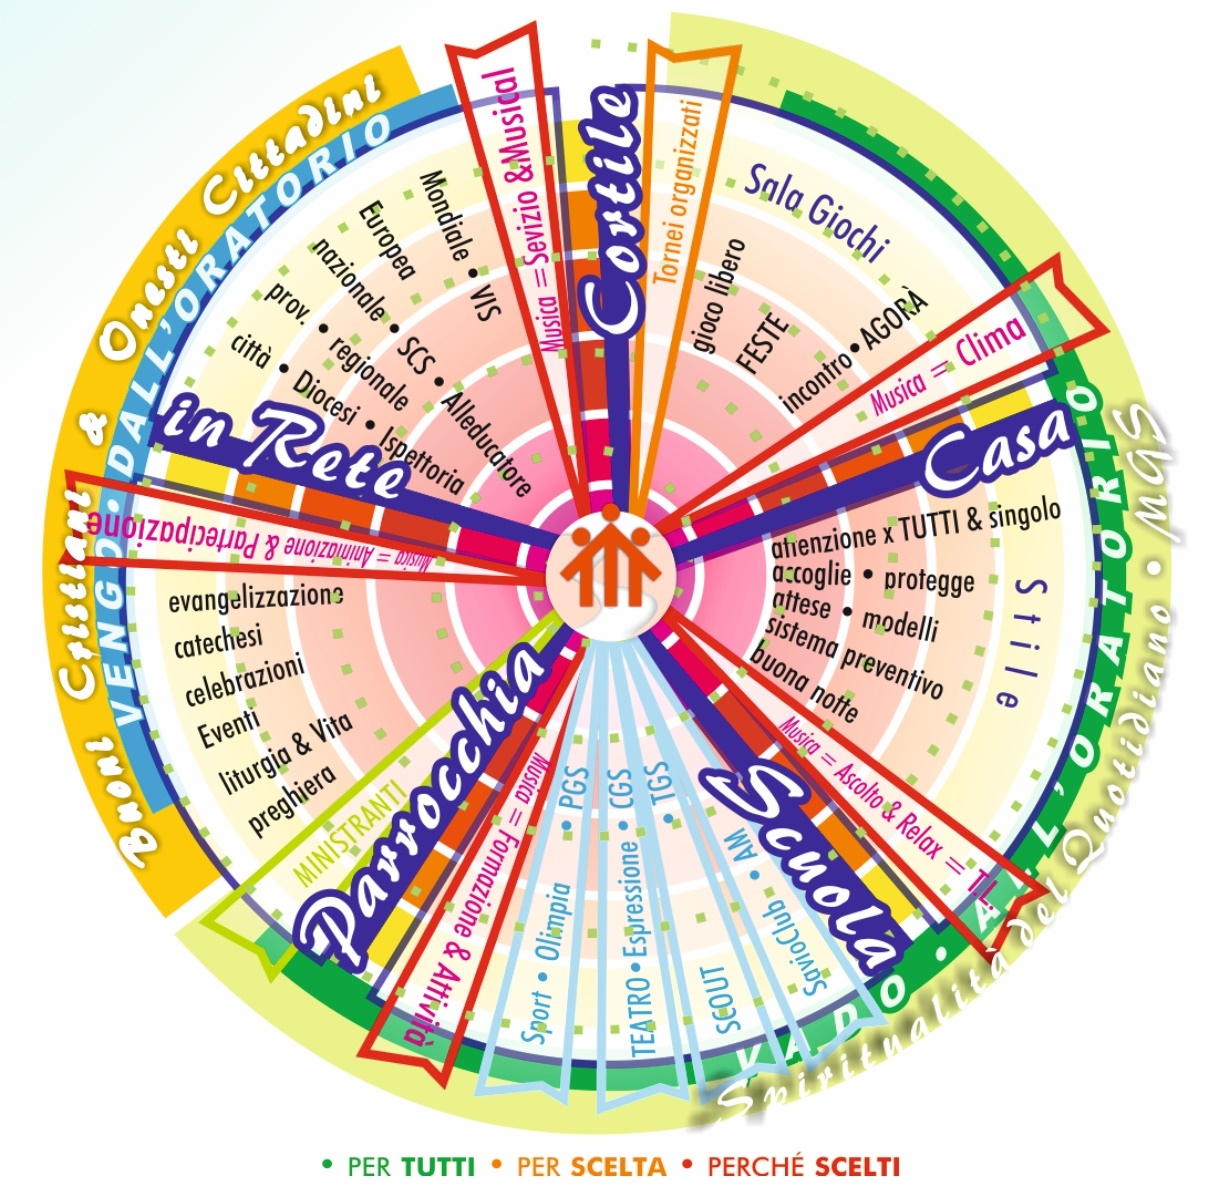 Buoni Cristiani & Onesti Cittadini
VENGO • DALL'ORATORIO
Musica = Sevizio &Musical
Cortile
Tornei organizzati
Sala Giochi
gioco libero
FESTE
incontro • AGORÀ
Musica = Clima
Casa
attenzione x TUTTI & singolo
accoglie • protegge
attese • modelli
sistema preventivo
buona notte
Stile
Musica = Ascolto & Relax = TL
Scuola
SavioClub • AM
SCOUT • TGS
TEATRO • Espressione • CGS
Sport • Olimpia • PGS
Musica = Formazione & Attività
Parrocchia
MINISTRANTI
evangelizzazione
catechesi
celebrazioni
Eventi
liturgia & Vita
preghiera
Musica = Animazione & Partecipazione
in Rete
città • Diocesi • Ispettoria
prov. • regionale
nazionale • SCS • Alleducatore
Europea
Mondiale • VIS
VADO • ALL'ORATORIO
Spiritualità del Quotidiano • MGS
• PER TUTTI • PER SCELTA • PERCHÉ SCELTI